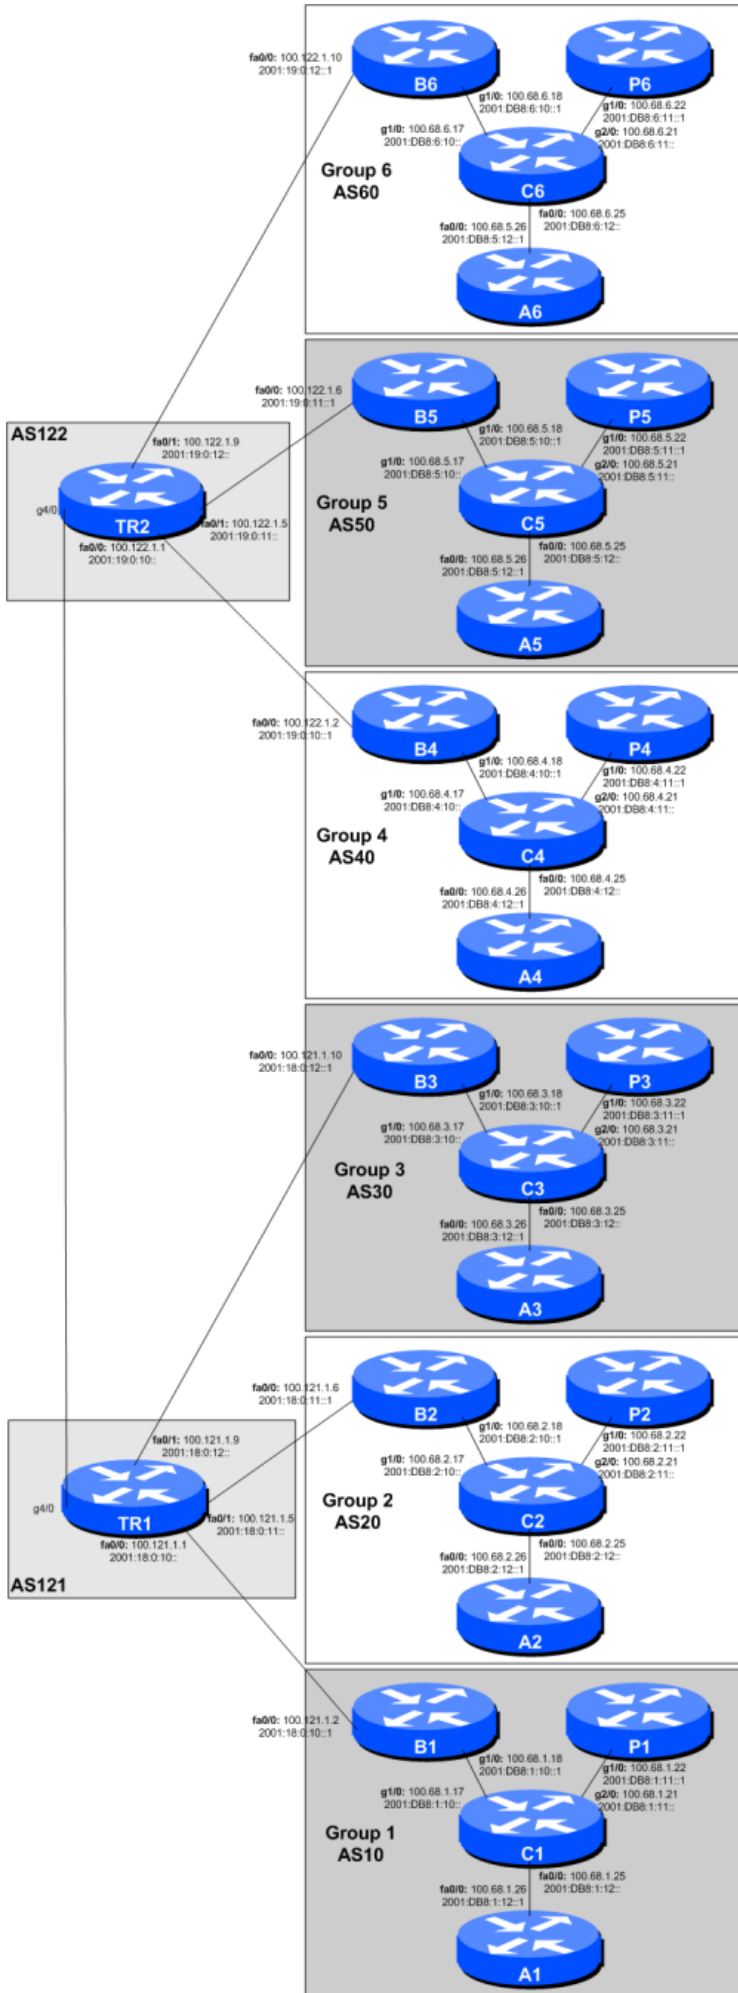 fa0/0: 100.122.1.10
2001:19:0:12::1
B6
P6
g1/0: 100.68.6.18
2001:DB8:6:10::1
g1/0: 100.68.6.22
2001:DB8:6:11::1
g1/0: 100.68.6.17
2001:DB8:6:10::
g2/0: 100.68.6.21
2001:DB8:6:11::
Group 6
AS60
C6
fa0/0: 100.68.6.25
2001:DB8:6:12::
fa0/0: 100.68.5.26
2001:DB8:5:12::1
A6
fa0/0: 100.122.1.6
2001:19:0:11::1
B5
P5
g1/0: 100.68.5.18
2001:DB8:5:10::1
g1/0: 100.68.5.22
2001:DB8:5:11::1
g1/0: 100.68.5.17
2001:DB8:5:10::
g2/0: 100.68.5.21
2001:DB8:5:11::
Group 5
AS50
C5
fa0/0: 100.68.5.25
2001:DB8:5:12::
fa0/0: 100.68.5.26
2001:DB8:5:12::1
A5
AS122
fa0/1: 100.122.1.9
2001:19:0:12::
g4/0
TR2
fa0/1: 100.122.1.5
2001:19:0:11::
fa0/0: 100.122.1.1
2001:19:0:10::
fa0/0: 100.122.1.2
2001:19:0:10::1
B4
P4
g1/0: 100.68.4.18
2001:DB8:4:10::1
g1/0: 100.68.4.22
2001:DB8:4:11::1
g1/0: 100.68.4.17
2001:DB8:4:10::
g2/0: 100.68.4.21
2001:DB8:4:11::
Group 4
AS40
C4
fa0/0: 100.68.4.25
2001:DB8:4:12::
fa0/0: 100.68.4.26
2001:DB8:4:12::1
A4
fa0/0: 100.121.1.10
2001:18:0:12::1
B3
P3
g1/0: 100.68.3.18
2001:DB8:3:10::1
g1/0: 100.68.3.22
2001:DB8:3:11::1
g1/0: 100.68.3.17
2001:DB8:3:10::
g2/0: 100.68.3.21
2001:DB8:3:11::
Group 3
AS30
C3
fa0/0: 100.68.3.25
2001:DB8:3:12::
fa0/0: 100.68.3.26
2001:DB8:3:12::1
A3
fa0/0: 100.121.1.6
2001:18:0:11::1
B2
P2
g1/0: 100.68.2.18
2001:DB8:2:10::1
g1/0: 100.68.2.22
2001:DB8:2:11::1
g1/0: 100.68.2.17
2001:DB8:2:10::
g2/0: 100.68.2.21
2001:DB8:2:11::
Group 2
AS20
C2
fa0/0: 100.68.2.25
2001:DB8:2:12::
fa0/0: 100.68.2.26
2001:DB8:2:12::1
A2
fa0/1: 100.121.1.9
2001:18:0:12::
g4/0
TR1
fa0/1: 100.121.1.5
2001:18:0:11::
fa0/0: 100.121.1.1
2001:18:0:10::
AS121
fa0/0: 100.121.1.2
2001:18:0:10::1
B1
P1
g1/0: 100.68.1.18
2001:DB8:1:10::1
g1/0: 100.68.1.22
2001:DB8:1:11::1
g1/0: 100.68.1.17
2001:DB8:1:10::
g2/0: 100.68.1.21
2001:DB8:1:11::
Group 1
AS10
C1
fa0/0: 100.68.1.25
2001:DB8:1:12::
fa0/0: 100.68.1.26
2001:DB8:1:12::1
A1